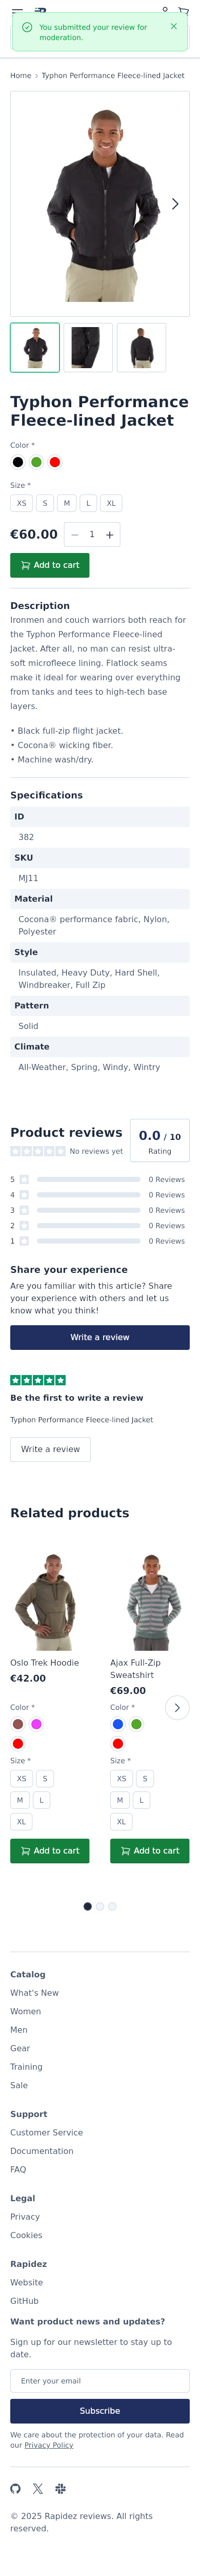 You submitted your review for
moderation.
Home
Typhon Performance Fleece-lined Jacket
Typhon Performance
Fleece-lined Jacket
Color *
Size *
XS
S
M
L
XL
€60.00
1
Add to cart
Description
Ironmen and couch warriors both reach for
the Typhon Performance Fleece-lined
Jacket. After all, no man can resist ultra-
soft microfleece lining. Flatlock seams
make it ideal for wearing over everything
from tanks and tees to high-tech base
layers.
• Black full-zip flight jacket.
• Cocona® wicking fiber.
• Machine wash/dry.
Specifications
ID
382
SKU
MJ11
Material
Cocona® performance fabric, Nylon,
Polyester
Style
Insulated, Heavy Duty, Hard Shell,
Windbreaker, Full Zip
Pattern
Solid
Climate
All-Weather, Spring, Windy, Wintry
Product reviews
No reviews yet
0.0 / 10
Rating
5 0 Reviews
4 0 Reviews
3 0 Reviews
2 0 Reviews
1 0 Reviews
Share your experience
Are you familiar with this article? Share
your experience with others and let us
know what you think!
Write a review
Be the first to write a review
Typhon Performance Fleece-lined Jacket
Write a review
Related products
Oslo Trek Hoodie
€42.00
Color *
Size *
XS
S
M
L
XL
Add to cart
Ajax Full-Zip
Sweatshirt
€69.00
Color *
Size *
XS
S
M
L
XL
Add to cart
Catalog
What's New
Women
Men
Gear
Training
Sale
Support
Customer Service
Documentation
FAQ
Legal
Privacy
Cookies
Rapidez
Website
GitHub
Want product news and updates?
Sign up for our newsletter to stay up to
date.
Enter your email
Subscribe
We care about the protection of your data. Read
our Privacy Policy
© 2025 Rapidez reviews. All rights
reserved.